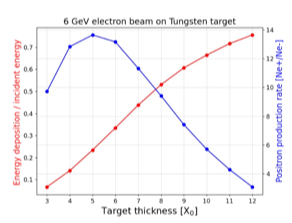 6 GeV electron beam on Tungsten target
Energy deposition / incident energy
0.7
0.6
0.5
0.4
0.3
0.2
0.1
14
12
10
8
6
4
Positron production rate [Ne+/Ne-]
3 4 5 6 7 8 9 10 11 12
Target thickness [X₀]